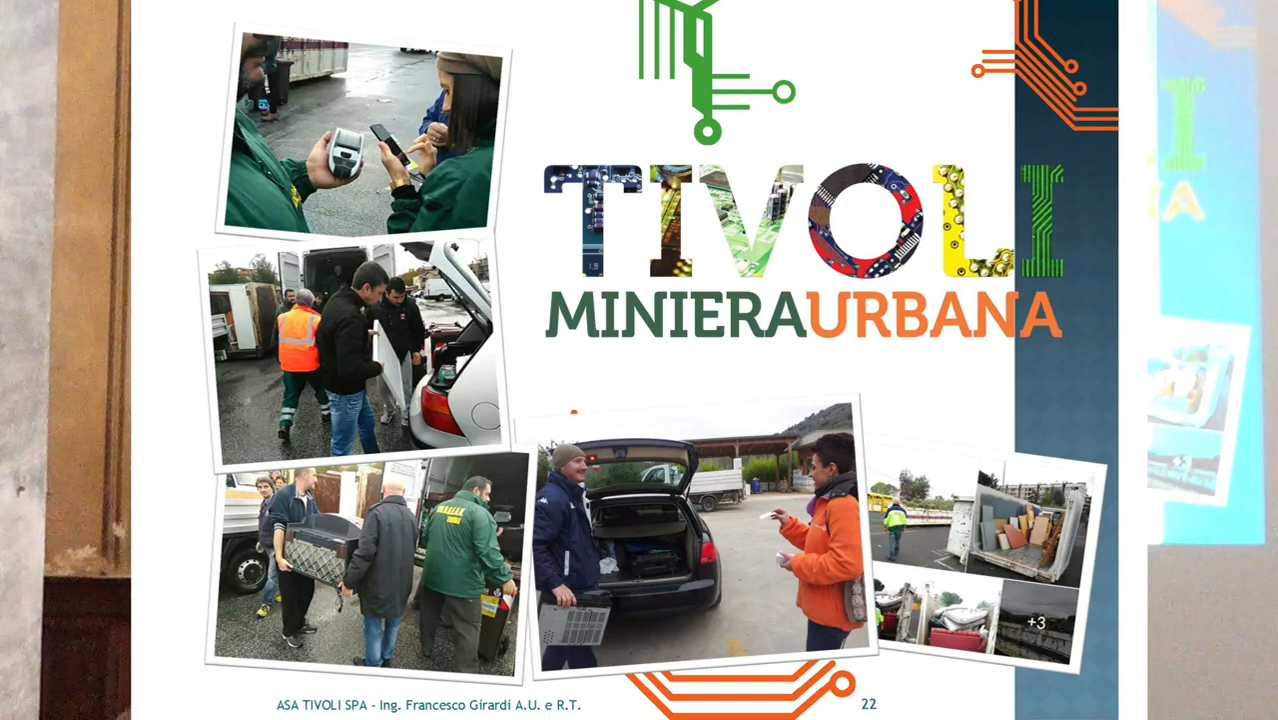 TIVOLI
MINIERAURBANA
+3
ASA TIVOLI SPA - Ing. Francesco Girardi A.U. e R.T.
22